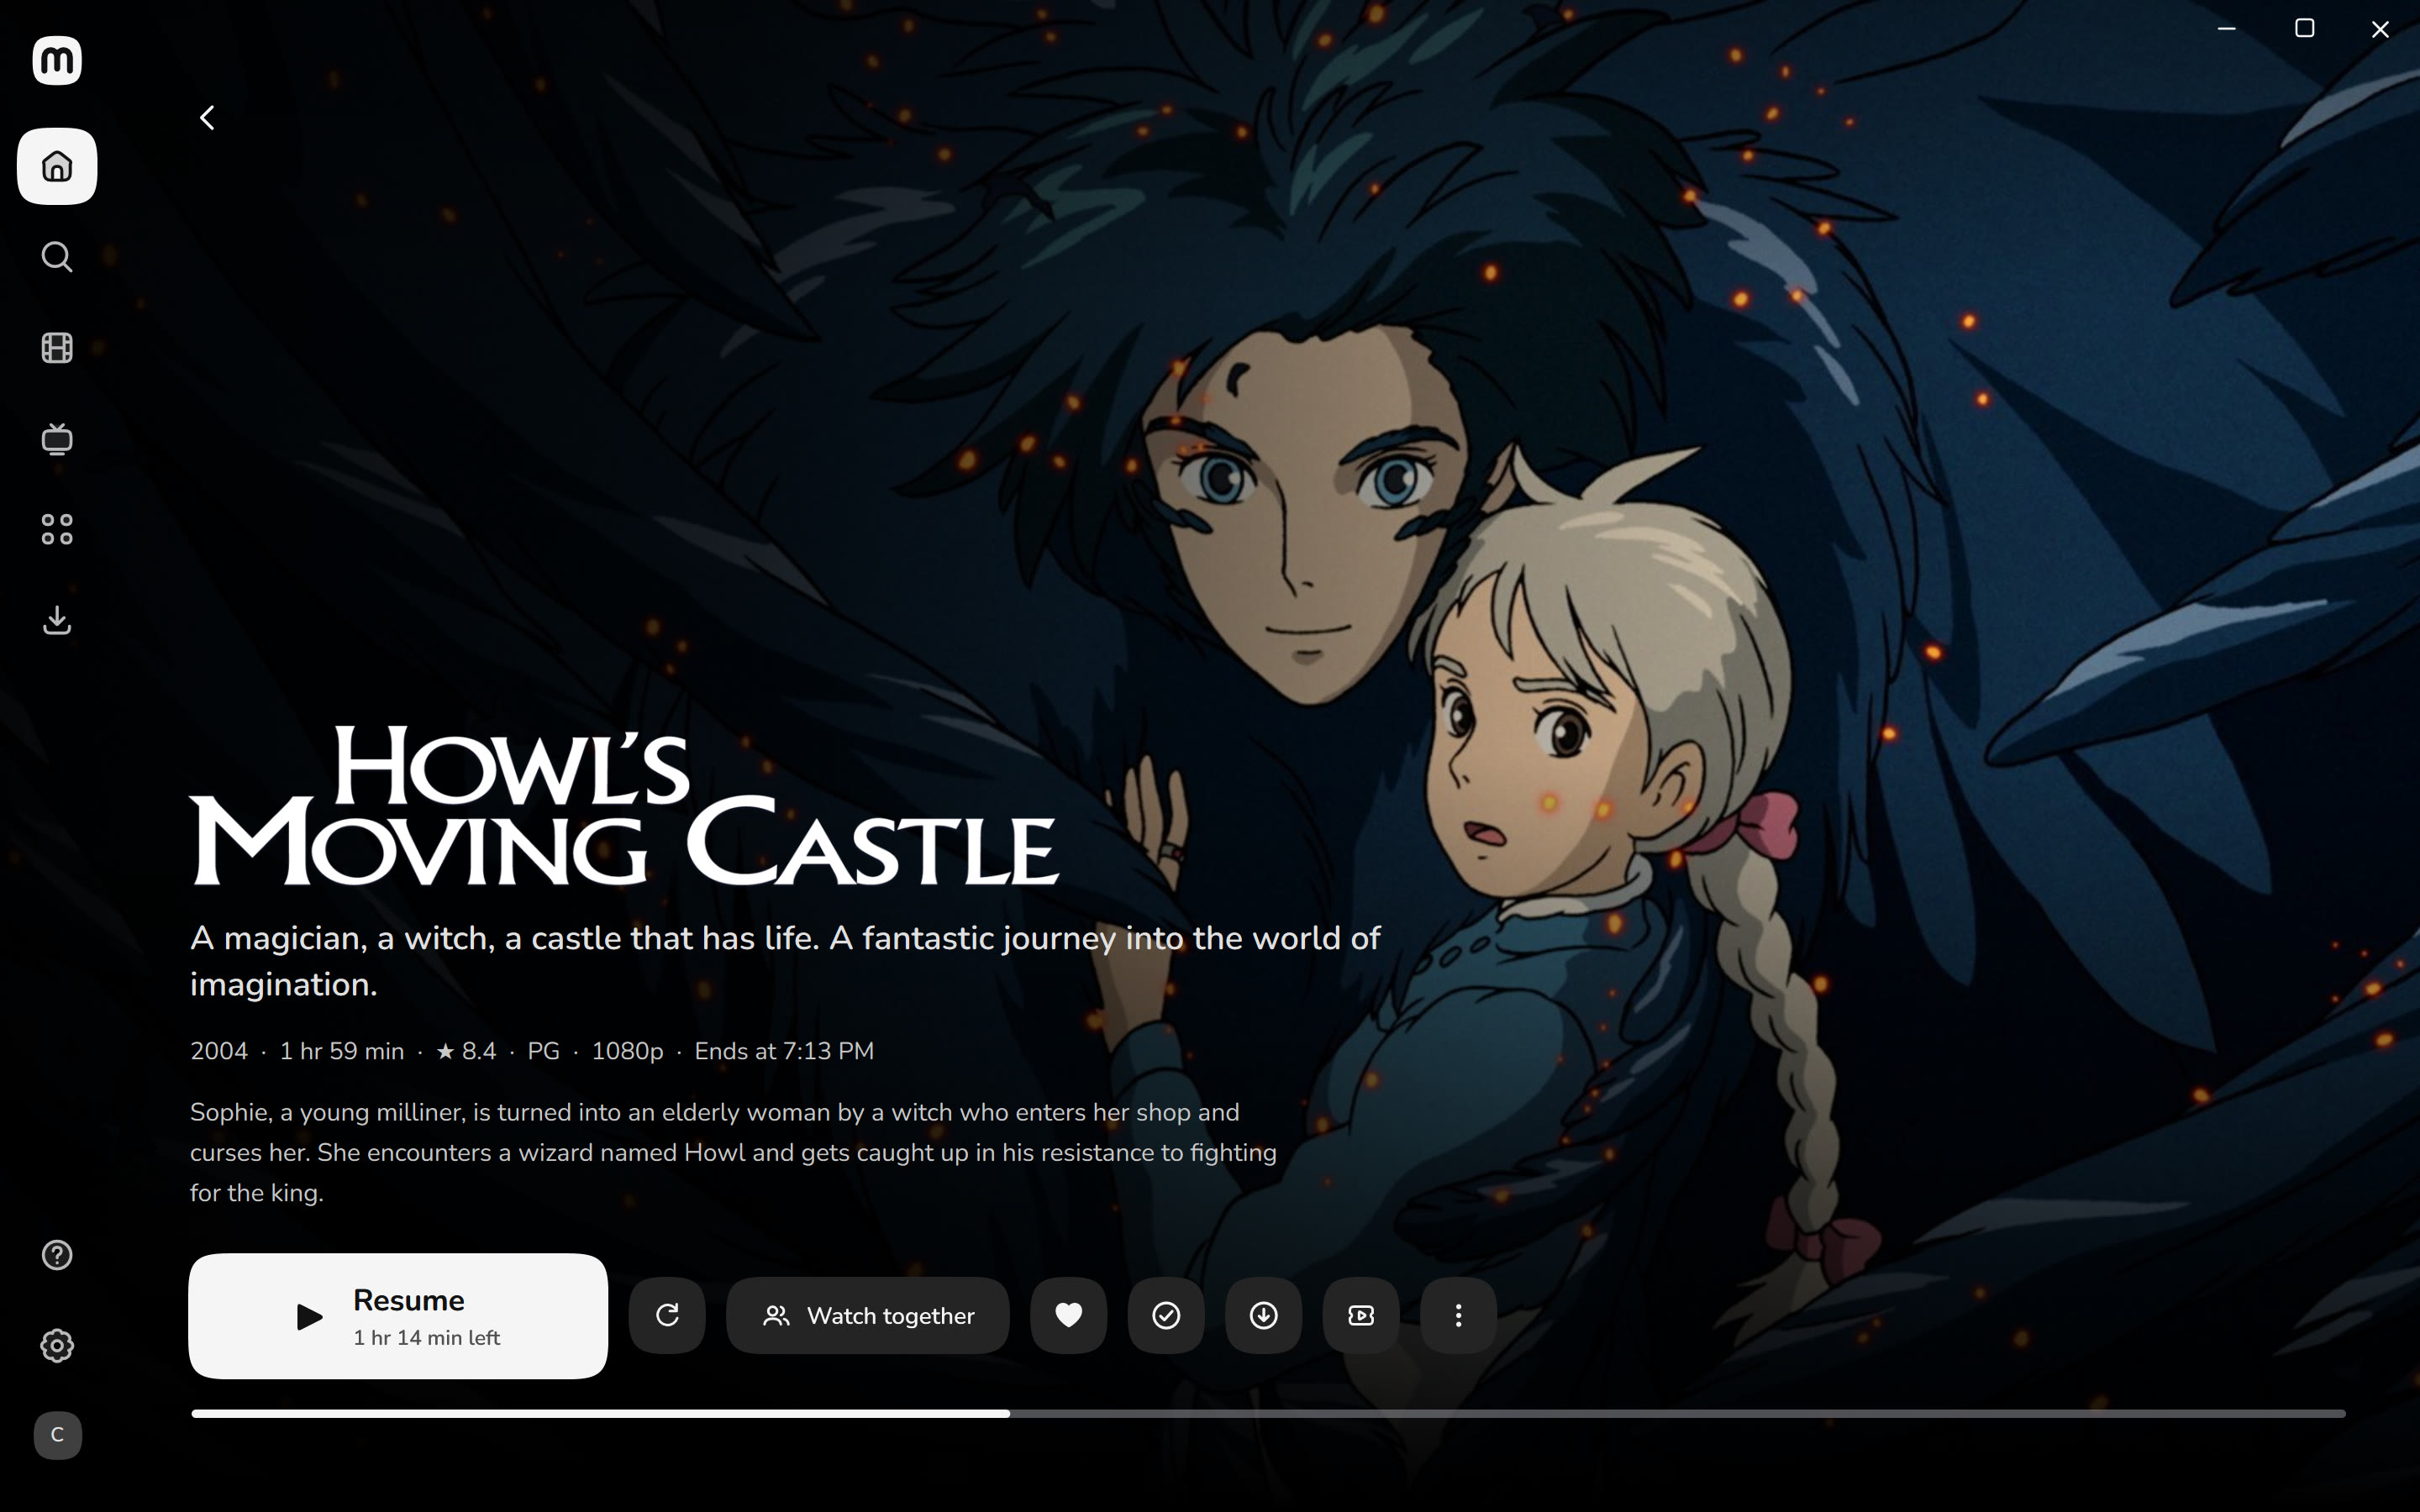 m
HOWL'S
MOVING CASTLE
A magician, a witch, a castle that has life. A fantastic journey into the world of
imagination.
2004 · 1 hr 59 min · ★ 8.4 · PG · 1080p · Ends at 7:13 PM
Sophie, a young milliner, is turned into an elderly woman by a witch who enters her shop and
curses her. She encounters a wizard named Howl and gets caught up in his resistance to fighting
for the king.
Resume
1 hr 14 min left
Watch together
C